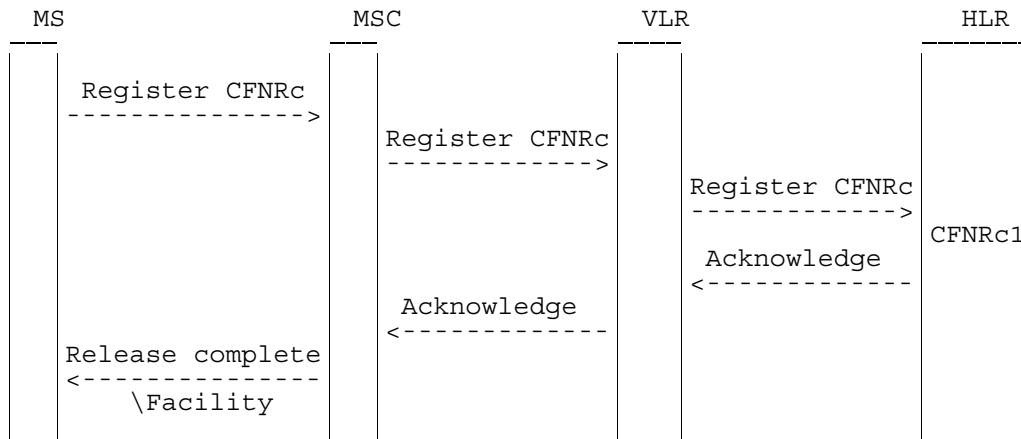 MS MSC VLR HLR
Register CFNRc
Register CFNRc
Register CFNRc
CFNRc1
Acknowledge
Acknowledge
Release complete
\Facility